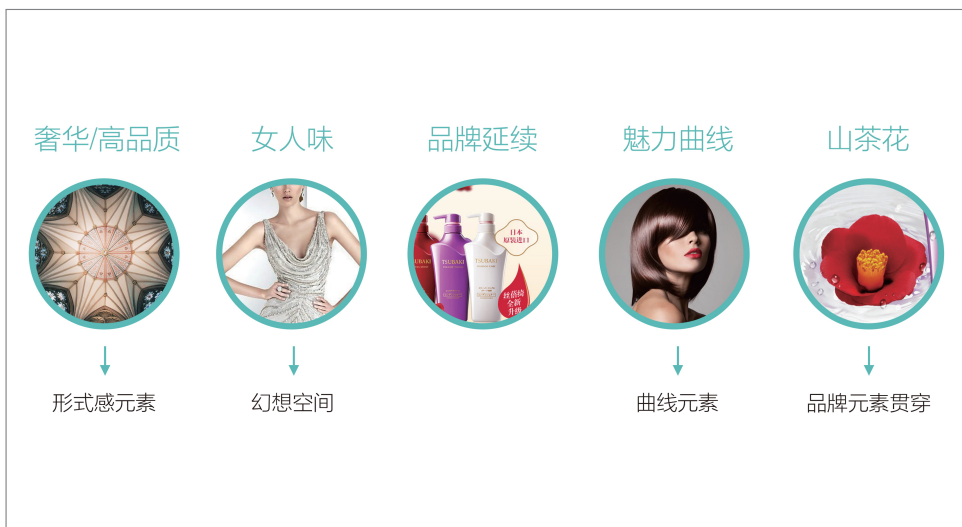 奢华/高品质
女人味
品牌延续
魅力曲线
山茶花
UBAKI
TSUBAKI
TSUBAKI
日本
原装进口
丝蓓绮
全新
升级
形式感元素
幻想空间
曲线元素
品牌元素贯穿